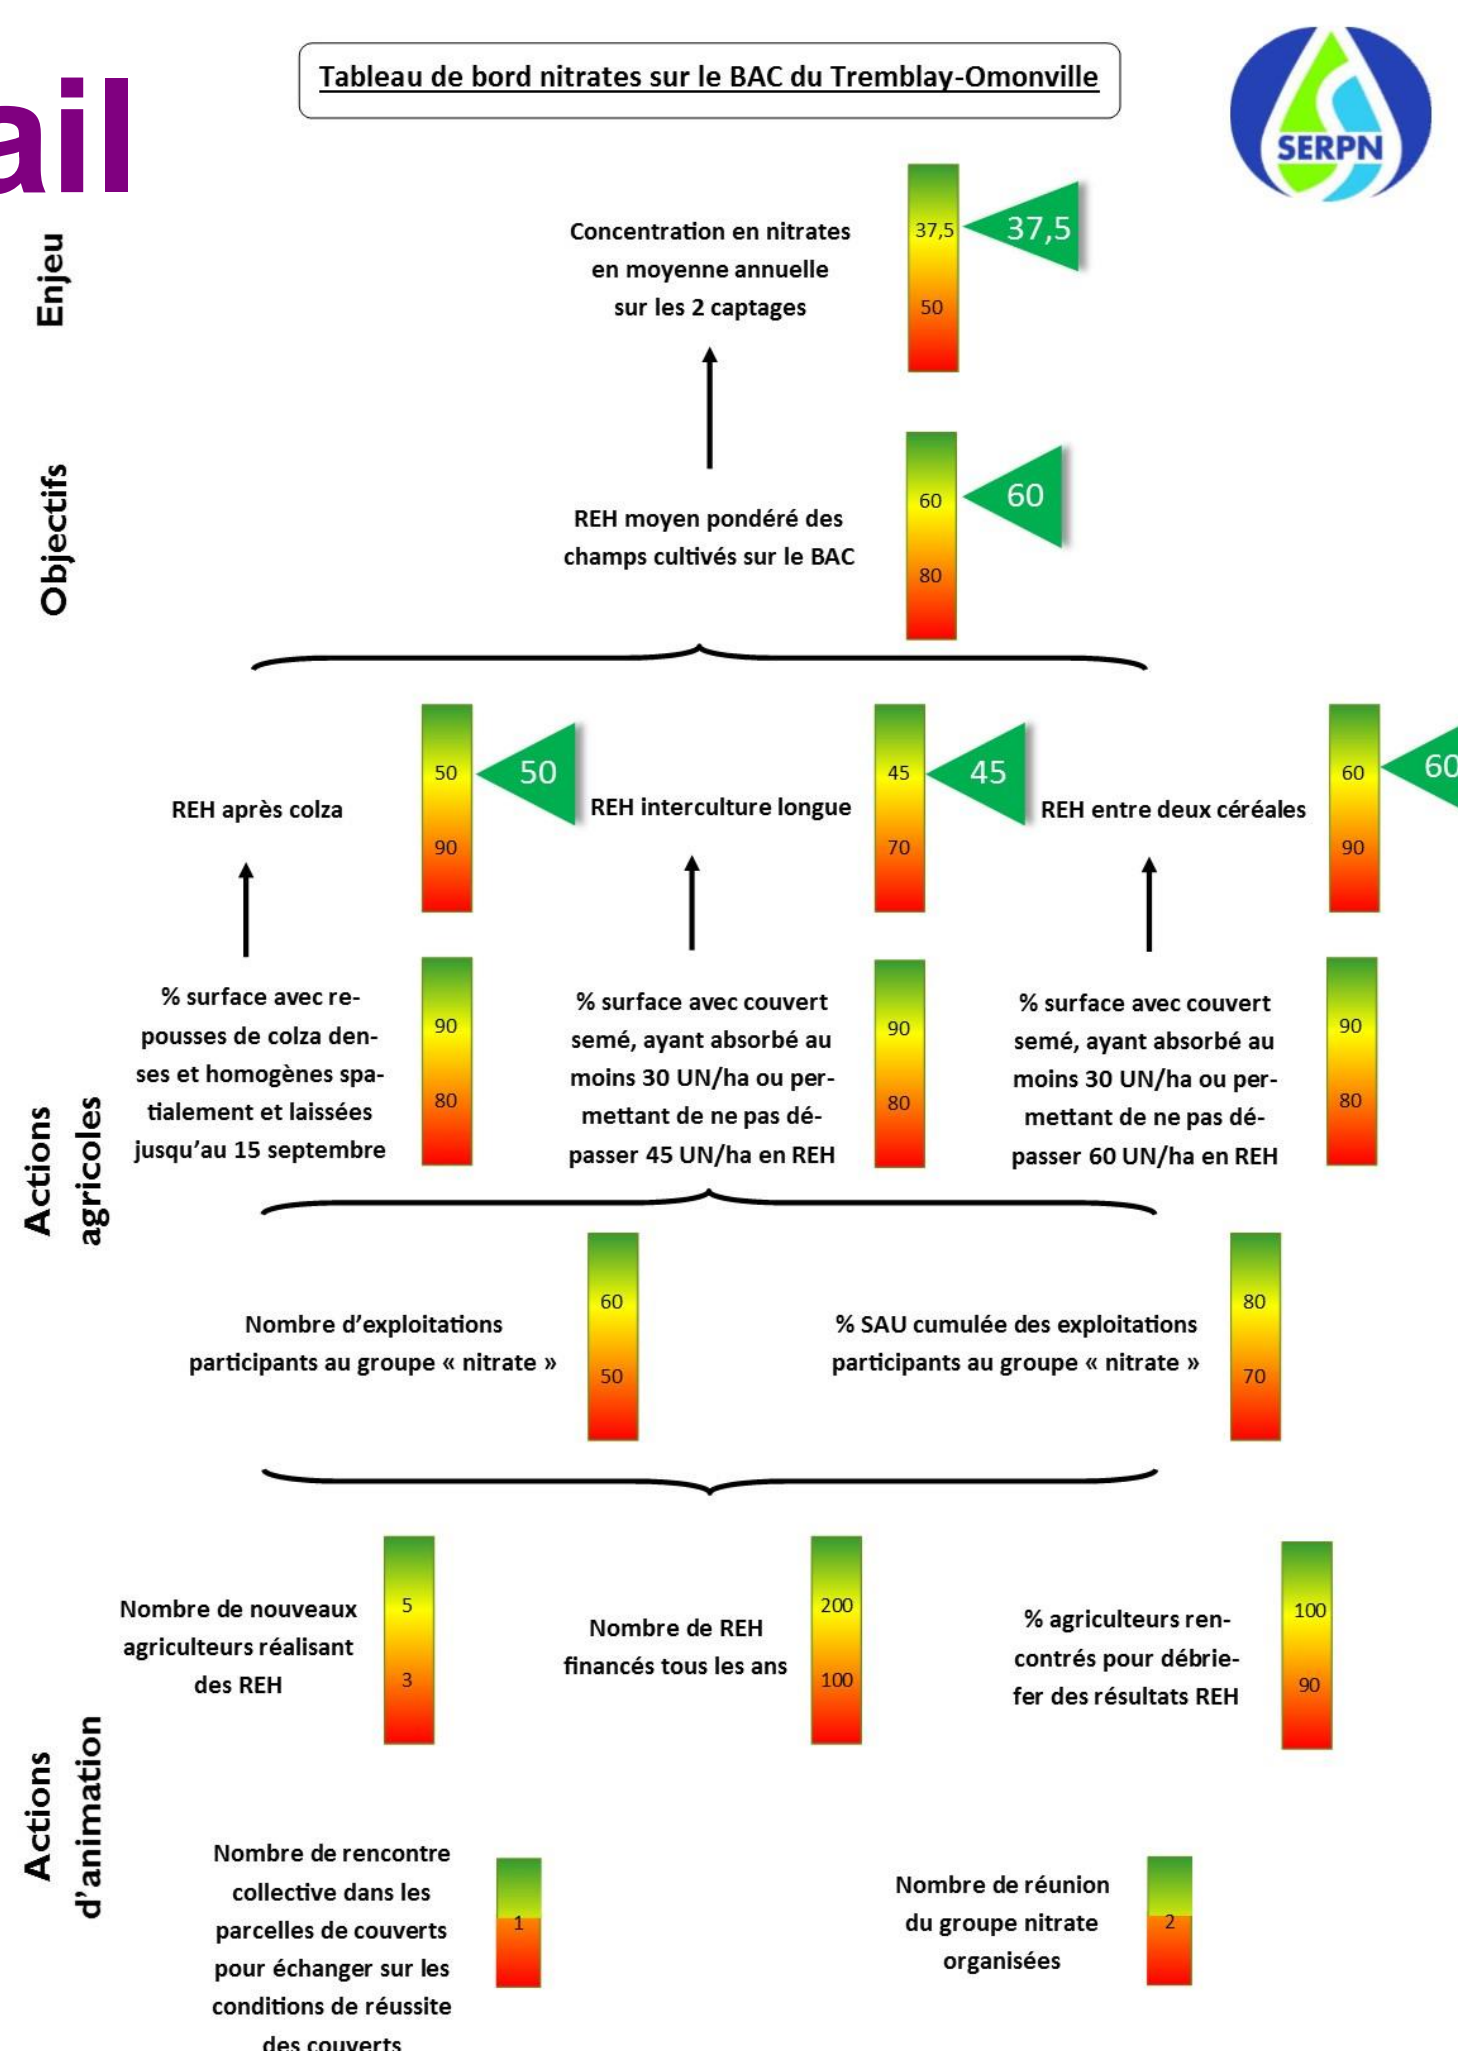 ail
Tableau de bord nitrates sur le BAC du Tremblay-Omonville
SERPN
Enjeu
Concentration en nitrates
en moyenne annuelle
sur les 2 captages
37,5
50
37,5
Objectifs
REH moyen pondéré des
champs cultivés sur le BAC
60
80
60
REH après colza
50
90
50
REH interculture longue
45
70
45
REH entre deux céréales
60
90
60
Actions
agricoles
% surface avec re-
pousses de colza den-
ses et homogènes spa-
tialement et laissées
jusqu'au 15 septembre
90
80
% surface avec couvert
semé, ayant absorbé au
moins 30 UN/ha ou per-
mettant de ne pas dé-
passer 45 UN/ha en REH
90
80
% surface avec couvert
semé, ayant absorbé au
moins 30 UN/ha ou per-
mettant de ne pas dé-
passer 60 UN/ha en REH
90
80
Nombre d'exploitations
participants au groupe « nitrate »
60
50
% SAU cumulée des exploitations
participants au groupe « nitrate »
80
70
Actions
d'animation
Nombre de nouveaux
agriculteurs réalisant
des REH
5
3
Nombre de REH
financés tous les ans
200
100
% agriculteurs ren-
contrés pour débrie-
fer des résultats REH
100
90
Nombre de rencontre
collective dans les
parcelles de couverts
pour échanger sur les
conditions de réussite
des couverts
1
Nombre de réunion
du groupe nitrate
organisées
2